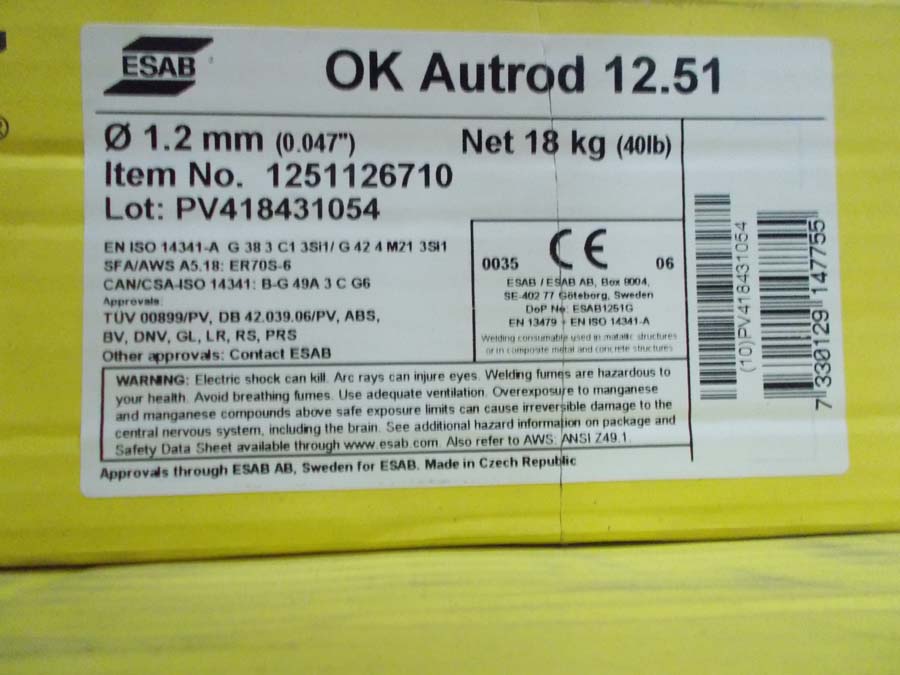 ESAB
OK Autrod 12.51
Ø 1.2 mm (0.047")
Net 18 kg (40lb)
Item No. 1251126710
Lot: PV418431054
EN ISO 14341-A G 38 3 C1 3Si1/ G 42 4 M21 3Si1
SFA/AWS A5.18: ER70S-6
CAN/CSA-ISO 14341: B-G 49A 3 C G6
Approvals:
TÜV 00899/PV, DB 42.039.06/PV, ABS,
BV, DNV, GL, LR, RS, PRS
Other approvals: Contact ESAB
0035 CE 06
ESAB / ESAB AB, Box 8004,
SE-402 77 Göteborg, Sweden
DoP No: ESAB1251G
EN 13479 - EN ISO 14341-A
Welding consumable used in metallic structures
or in composite metal and concrete structures
WARNING: Electric shock can kill. Arc rays can injure eyes. Welding fumes are hazardous to
your health. Avoid breathing fumes. Use adequate ventilation. Overexposure to manganese
and manganese compounds above safe exposure limits can cause irreversible damage to the
central nervous system, including the brain. See additional hazard information on package and
Safety Data Sheet available through www.esab.com. Also refer to AWS: ANSI Z49.1.
Approvals through ESAB AB, Sweden for ESAB. Made in Czech Republic
(10)PV418431054
7 330129 147755
®